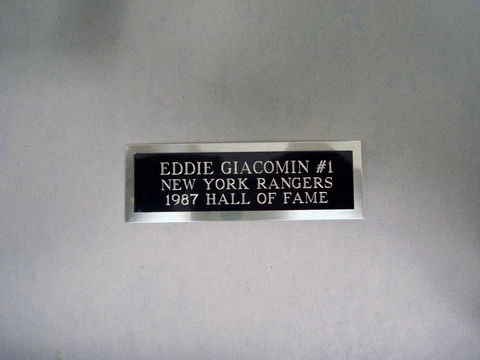 EDDIE GIACOMIN #1
NEW YORK RANGERS
1987 HALL OF FAME